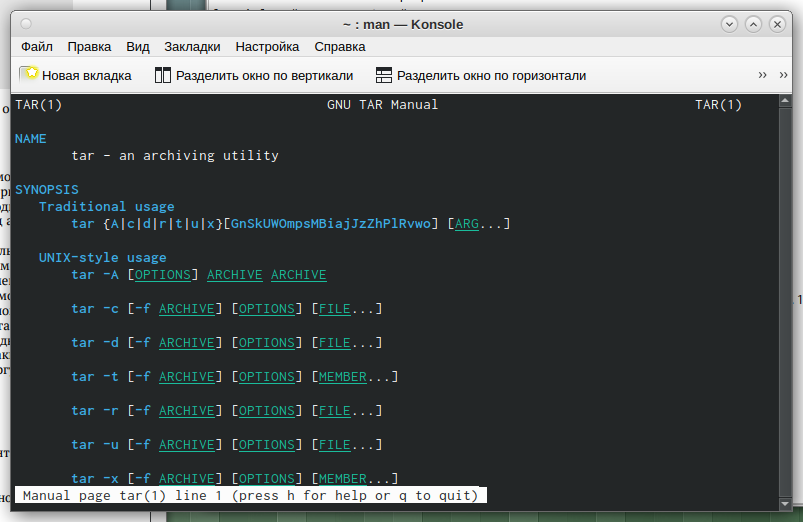 ~ : man — Konsole
Файл Правка Вид Закладки Настройка Справка
Новая вкладка Разделить окно по вертикали Разделить окно по горизонтали
TAR(1) GNU TAR Manual TAR(1)
NAME
tar - an archiving utility
SYNOPSIS
Traditional usage
tar {A|c|d|r|t|u|x}[GnSkUWOmpsMBiajJzZhPlRvwo] [ARG...]
UNIX-style usage
tar -A [OPTIONS] ARCHIVE ARCHIVE
tar -c [-f ARCHIVE] [OPTIONS] [FILE...]
tar -d [-f ARCHIVE] [OPTIONS] [FILE...]
tar -t [-f ARCHIVE] [OPTIONS] [MEMBER...]
tar -r [-f ARCHIVE] [OPTIONS] [FILE...]
tar -u [-f ARCHIVE] [OPTIONS] [FILE...]
tar -x [-f ARCHIVE] [OPTIONS] [MEMBER...]
Manual page tar(1) line 1 (press h for help or q to quit)